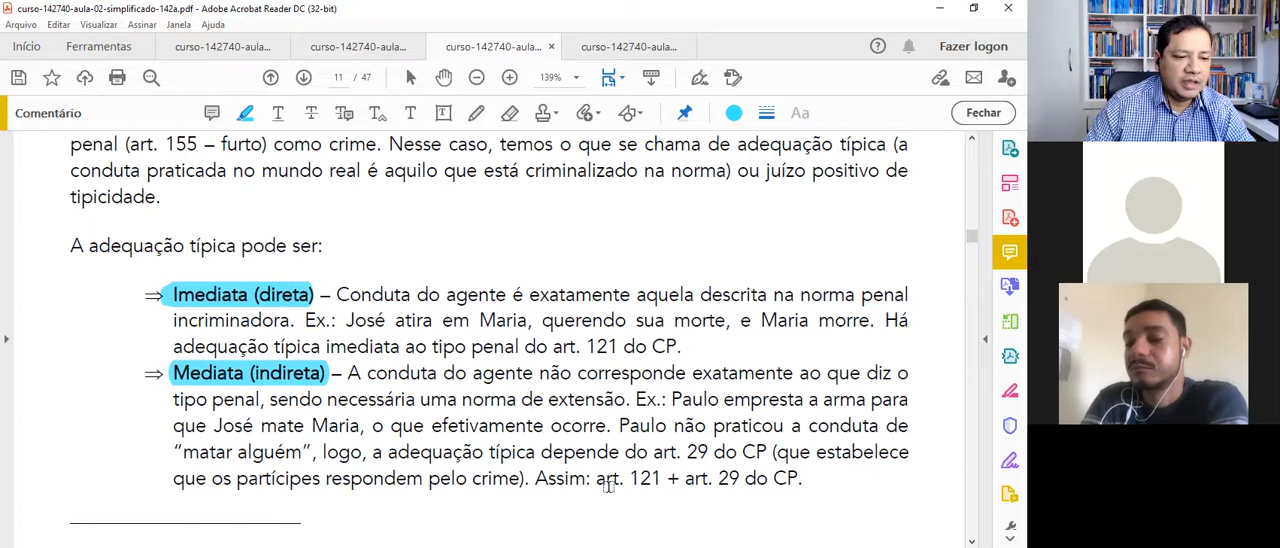 curso-142740-aula-02-simplificado-142a.pdf - Adobe Acrobat Reader DC (32-bit)
Arquivo Editar Visualizar Assinar Janela Ajuda
Início Ferramentas curso-142740-aula... curso-142740-aula... curso-142740-aula... × curso-142740-aula... Fazer logon
11 / 47 139%
Comentário Aa Fechar
penal (art. 155 – furto) como crime. Nesse caso, temos o que se chama de adequação típica (a
conduta praticada no mundo real é aquilo que está criminalizado na norma) ou juízo positivo de
tipicidade.
A adequação típica pode ser:
⇒ Imediata (direta) – Conduta do agente é exatamente aquela descrita na norma penal
incriminadora. Ex.: José atira em Maria, querendo sua morte, e Maria morre. Há
adequação típica imediata ao tipo penal do art. 121 do CP.
⇒ Mediata (indireta) – A conduta do agente não corresponde exatamente ao que diz o
tipo penal, sendo necessária uma norma de extensão. Ex.: Paulo empresta a arma para
que José mate Maria, o que efetivamente ocorre. Paulo não praticou a conduta de
“matar alguém”, logo, a adequação típica depende do art. 29 do CP (que estabelece
que os partícipes respondem pelo crime). Assim: art. 121 + art. 29 do CP.